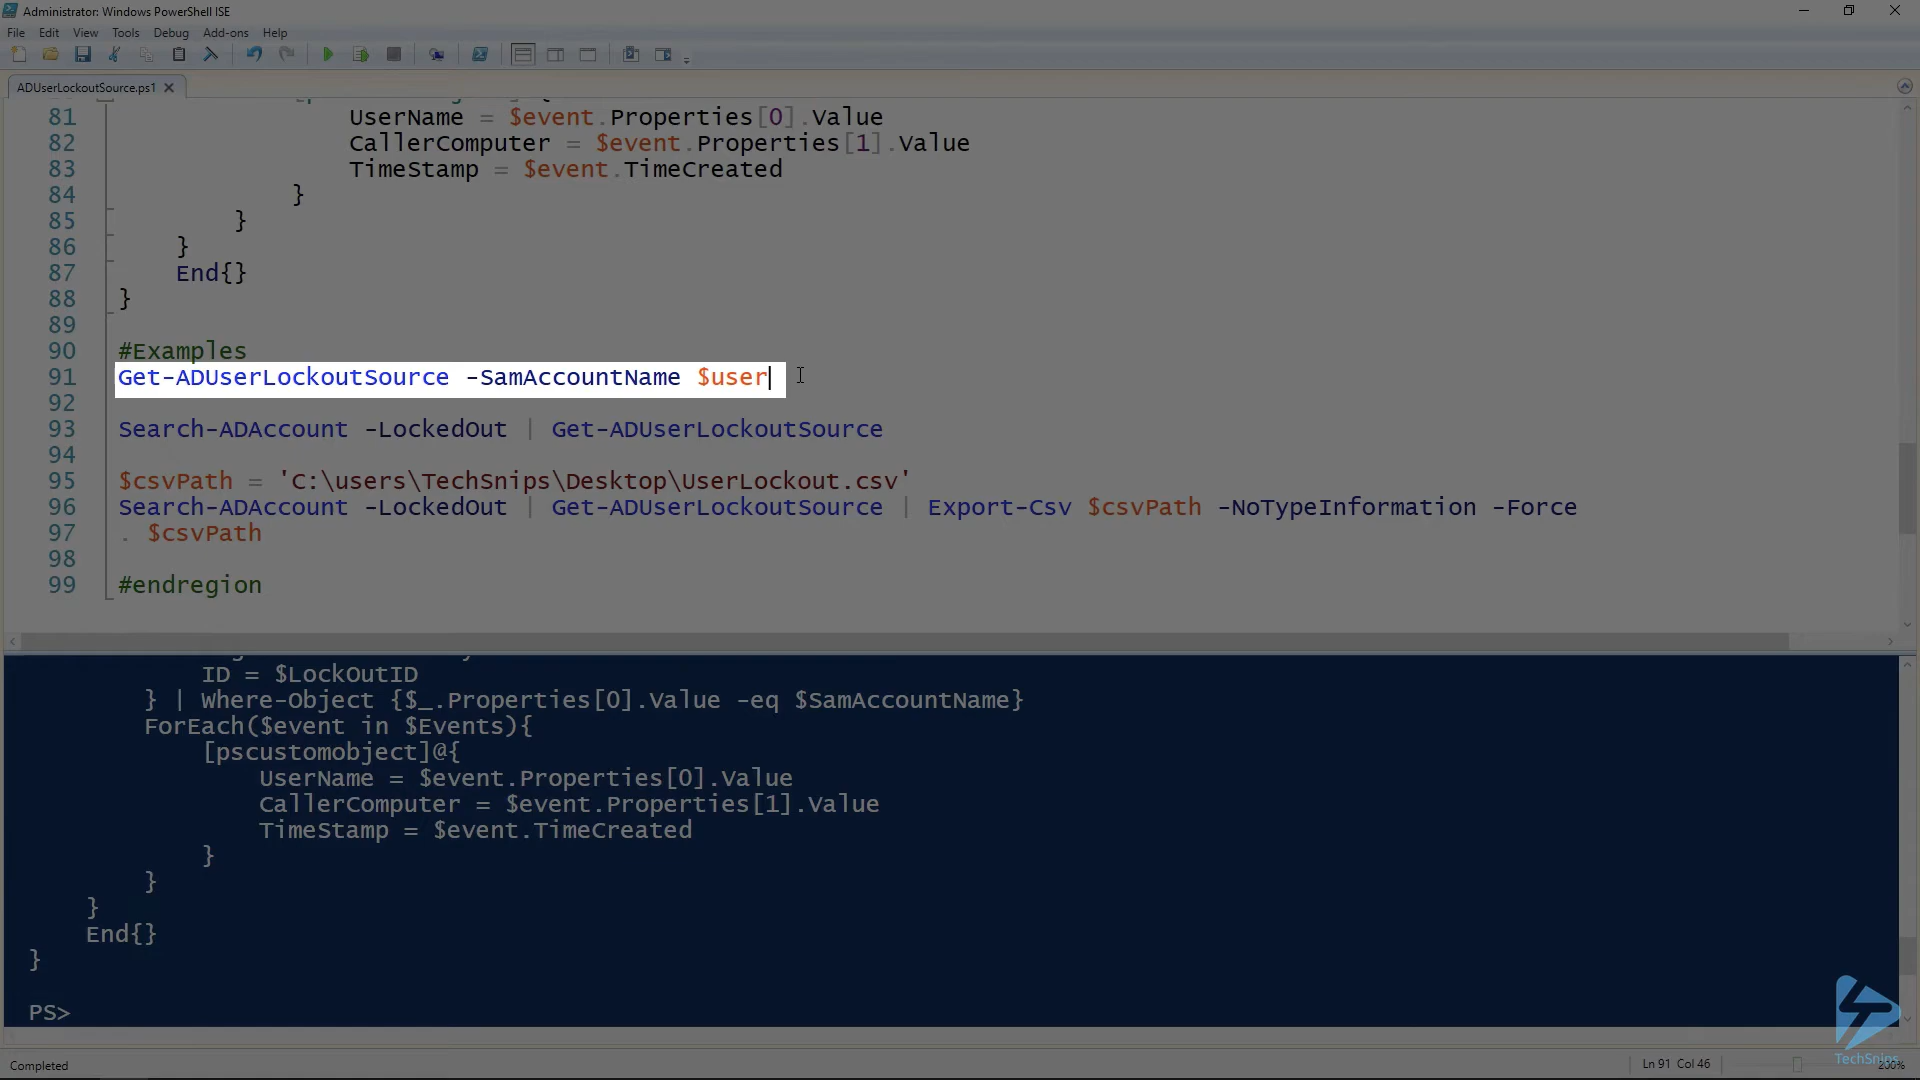 Administrator: Windows PowerShell ISE
File Edit View Tools Debug Add-ons Help
ADUserLockoutSource.ps1
81 UserName = $event.Properties[0].Value
82 CallerComputer = $event.Properties[1].Value
83 TimeStamp = $event.TimeCreated
84 }
85 }
86 }
87 End{}
88 }
89
90 #Examples
91 Get-ADUserLockoutSource -SamAccountName $user
92
93 Search-ADAccount -LockedOut | Get-ADUserLockoutSource
94
95 $csvPath = 'C:\users\TechSnips\Desktop\UserLockout.csv'
96 Search-ADAccount -LockedOut | Get-ADUserLockoutSource | Export-Csv $csvPath -NoTypeInformation -Force
97 . $csvPath
98
99 #endregion
ID = $LockOutID
} | Where-Object {$_.Properties[0].Value -eq $SamAccountName}
ForEach($event in $Events){
[pscustomobject]@{
UserName = $event.Properties[0].Value
CallerComputer = $event.Properties[1].Value
TimeStamp = $event.TimeCreated
}
}
}
End{}
}
PS>
TechSnips
Completed
Ln 91 Col 46
200%